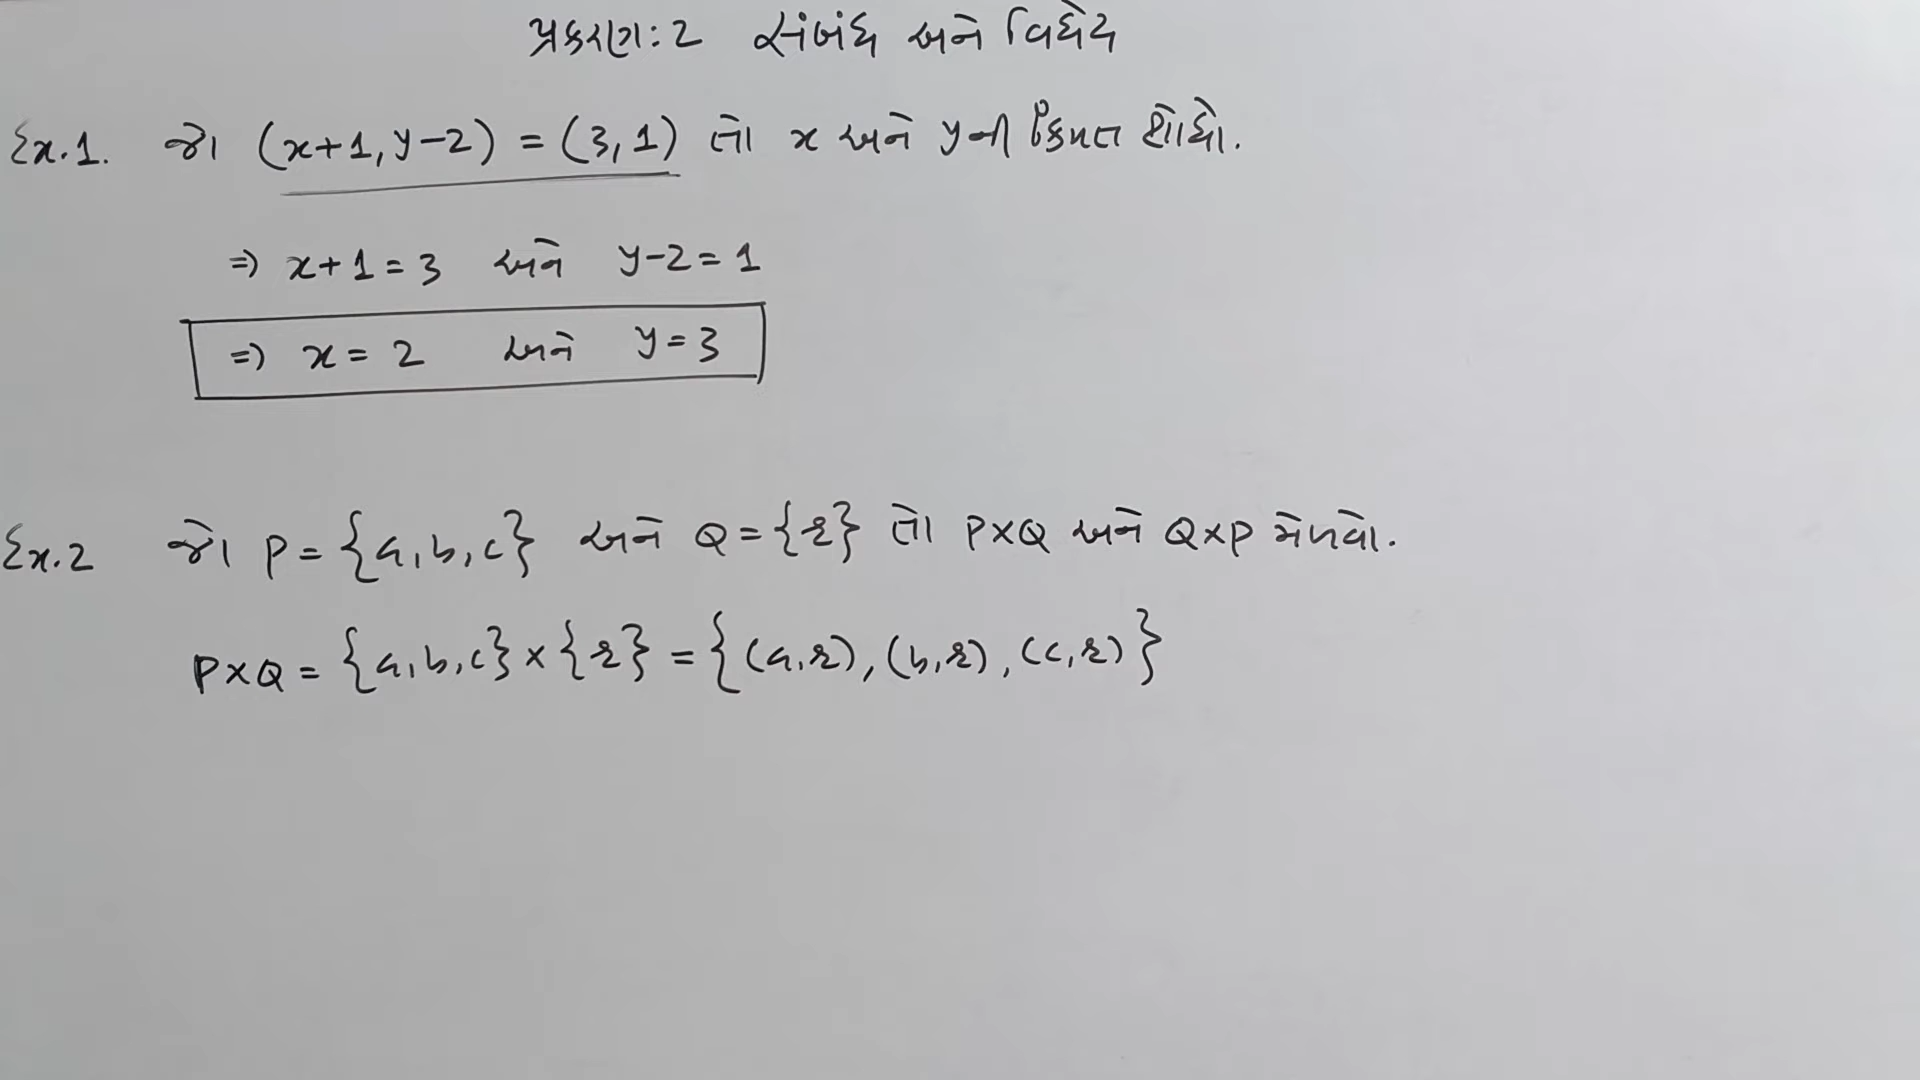 પ્રકરણ: 2 સંબંધ અને વિધેય
Ex.1. જો (x+1, y-2) = (3, 1) તો x અને y ની કિંમત શોધો.
⇒ x+1 = 3 અને y-2 = 1
⇒ x = 2 અને y = 3
Ex.2 જો P = {a, b, c} અને Q = {r} તો P×Q અને Q×P મેળવો.
P×Q = {a, b, c} × {r} = {(a, r), (b, r), (c, r)}